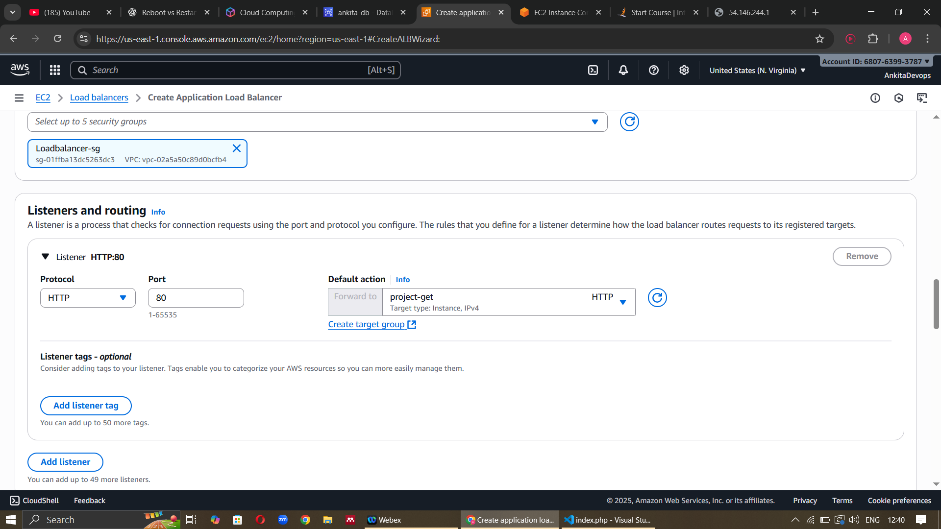 (185) YouTube
Reboot vs Restar
Cloud Computin
ankita_db - Data
Create applicatio
EC2 Instance Co
Start Course | Int
54.146.244.1
https://us-east-1.console.aws.amazon.com/ec2/home?region=us-east-1#CreateALBWizard:
A
aws
Search
[Alt+S]
United States (N. Virginia)
Account ID: 6807-6399-3787
AnkitaDevops
EC2
Load balancers
Create Application Load Balancer
Select up to 5 security groups
Loadbalancer-sg
sg-01ffba13dc5263dc3 VPC: vpc-02a5a50c89d0bcfb4
Listeners and routing Info
A listener is a process that checks for connection requests using the port and protocol you configure. The rules that you define for a listener determine how the load balancer routes requests to its registered targets.
Listener HTTP:80
Remove
Protocol
Port
Default action
Info
HTTP
80
Forward to
project-get
HTTP
Target type: Instance, IPv4
1-65535
Create target group
Listener tags - optional
Consider adding tags to your listener. Tags enable you to categorize your AWS resources so you can more easily manage them.
Add listener tag
You can add up to 50 more tags.
Add listener
You can add up to 49 more listeners.
CloudShell
Feedback
© 2025, Amazon Web Services, Inc. or its affiliates.
Privacy
Terms
Cookie preferences
Search
Webex
Create application loa...
index.php - Visual Stu...
ENG
12:40